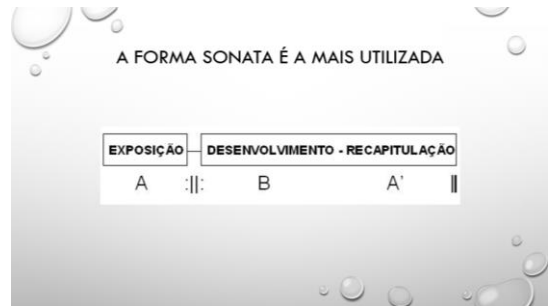 A FORMA SONATA É A MAIS UTILIZADA
EXPOSIÇÃO DESENVOLVIMENTO - RECAPITULAÇÃO
A :||: B A' ||